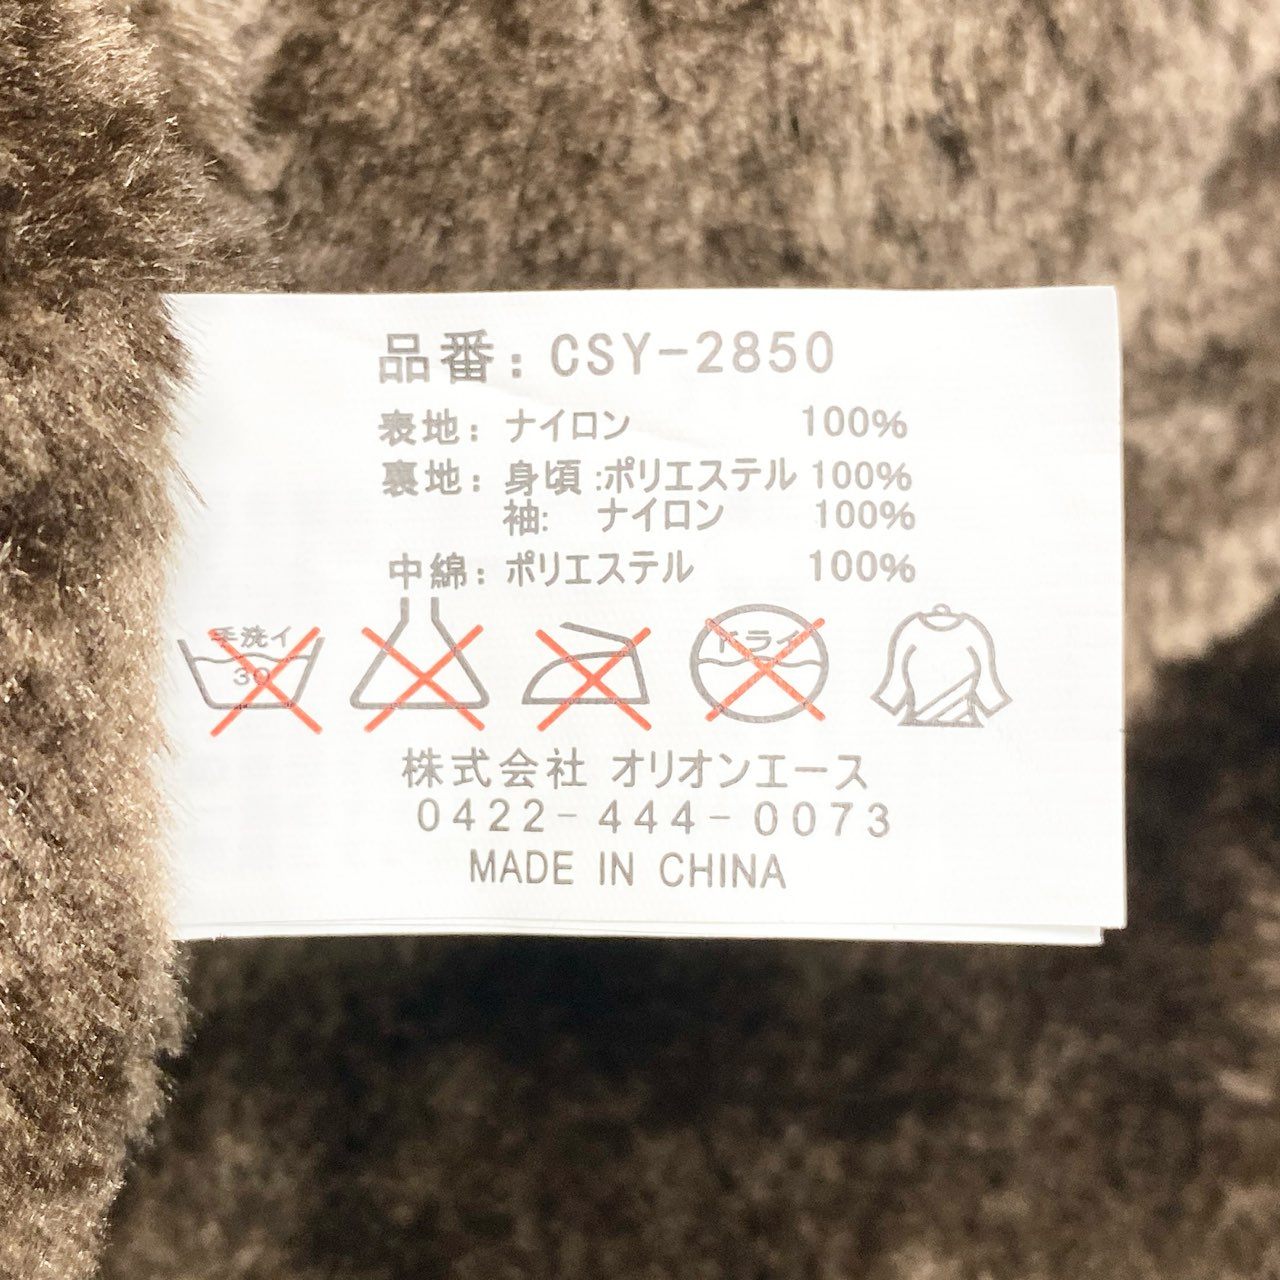 品番: CSY-2850
表地: ナイロン 100%
裏地: 身頃:ポリエステル 100%
袖: ナイロン 100%
中綿: ポリエステル 100%
手洗イ
30
ドライ
株式会社 オリオンエース
0422-444-0073
MADE IN CHINA